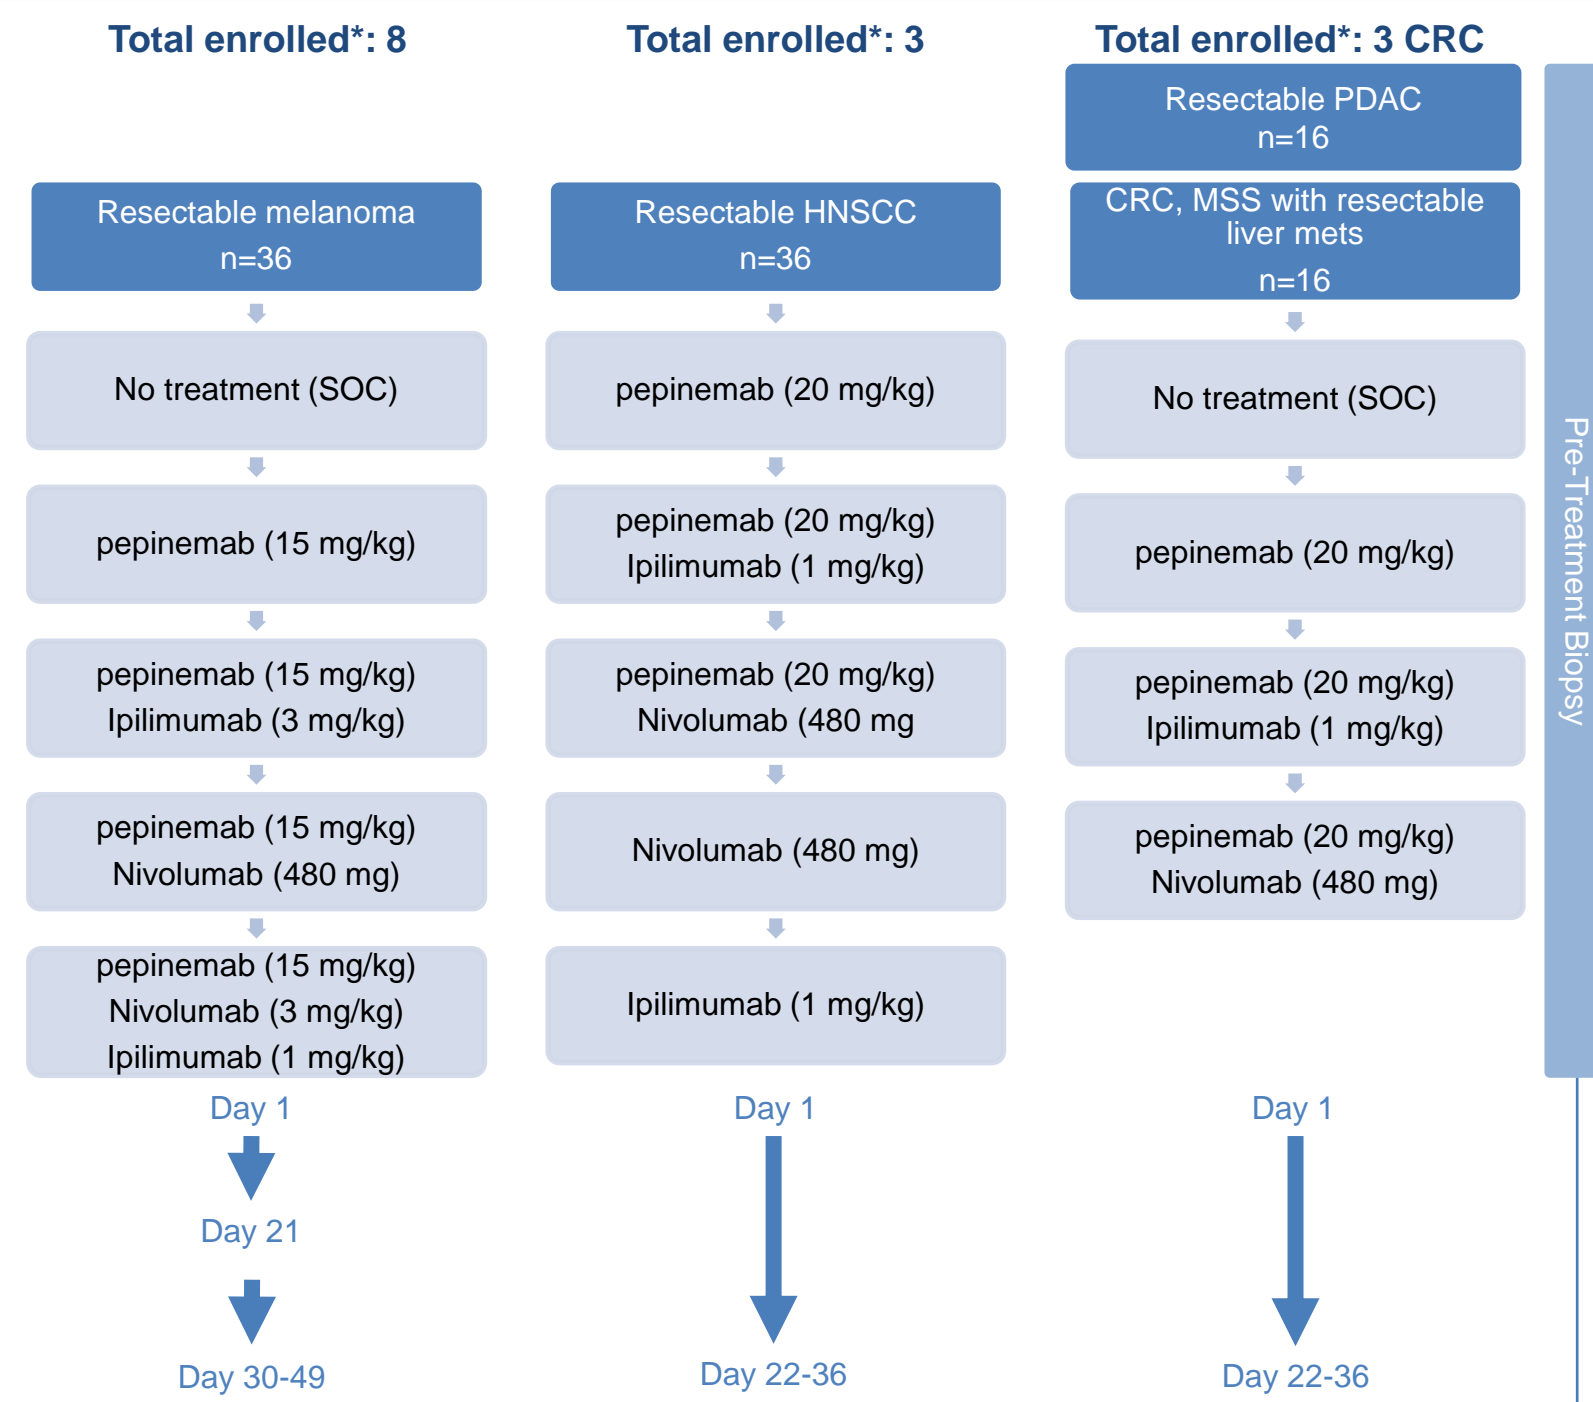 Total enrolled*: 8
Resectable melanoma
n=36
No treatment (SOC)
pepinemab (15 mg/kg)
pepinemab (15 mg/kg)
Ipilimumab (3 mg/kg)
pepinemab (15 mg/kg)
Nivolumab (480 mg)
pepinemab (15 mg/kg)
Nivolumab (3 mg/kg)
Ipilimumab (1 mg/kg)
Day 1
Day 21
Day 30-49
Total enrolled*: 3
Resectable HNSCC
n=36
pepinemab (20 mg/kg)
pepinemab (20 mg/kg)
Ipilimumab (1 mg/kg)
pepinemab (20 mg/kg)
Nivolumab (480 mg
Nivolumab (480 mg)
Ipilimumab (1 mg/kg)
Day 1
Day 22-36
Total enrolled*: 3 CRC
Resectable PDAC
n=16
CRC, MSS with resectable
liver mets
n=16
No treatment (SOC)
pepinemab (20 mg/kg)
pepinemab (20 mg/kg)
Ipilimumab (1 mg/kg)
pepinemab (20 mg/kg)
Nivolumab (480 mg)
Day 1
Day 22-36
Pre-Treatment Biopsy